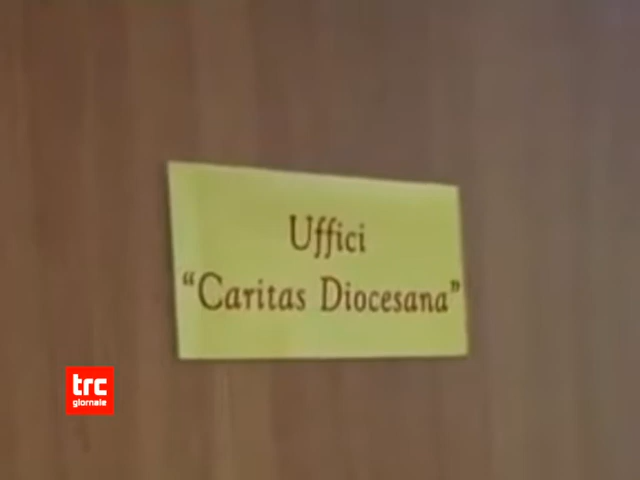 Uffici
“Caritas Diocesana”
trc
giornale